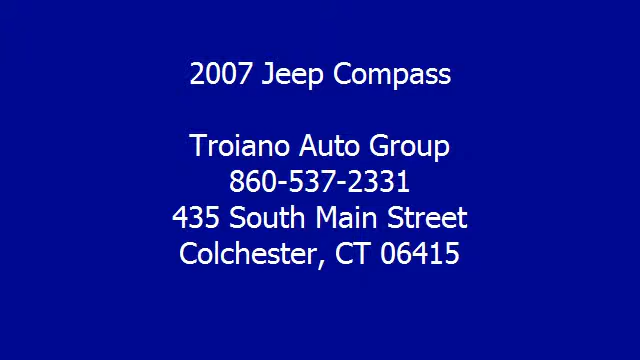 2007 Jeep Compass
Troiano Auto Group
860-537-2331
435 South Main Street
Colchester, CT 06415